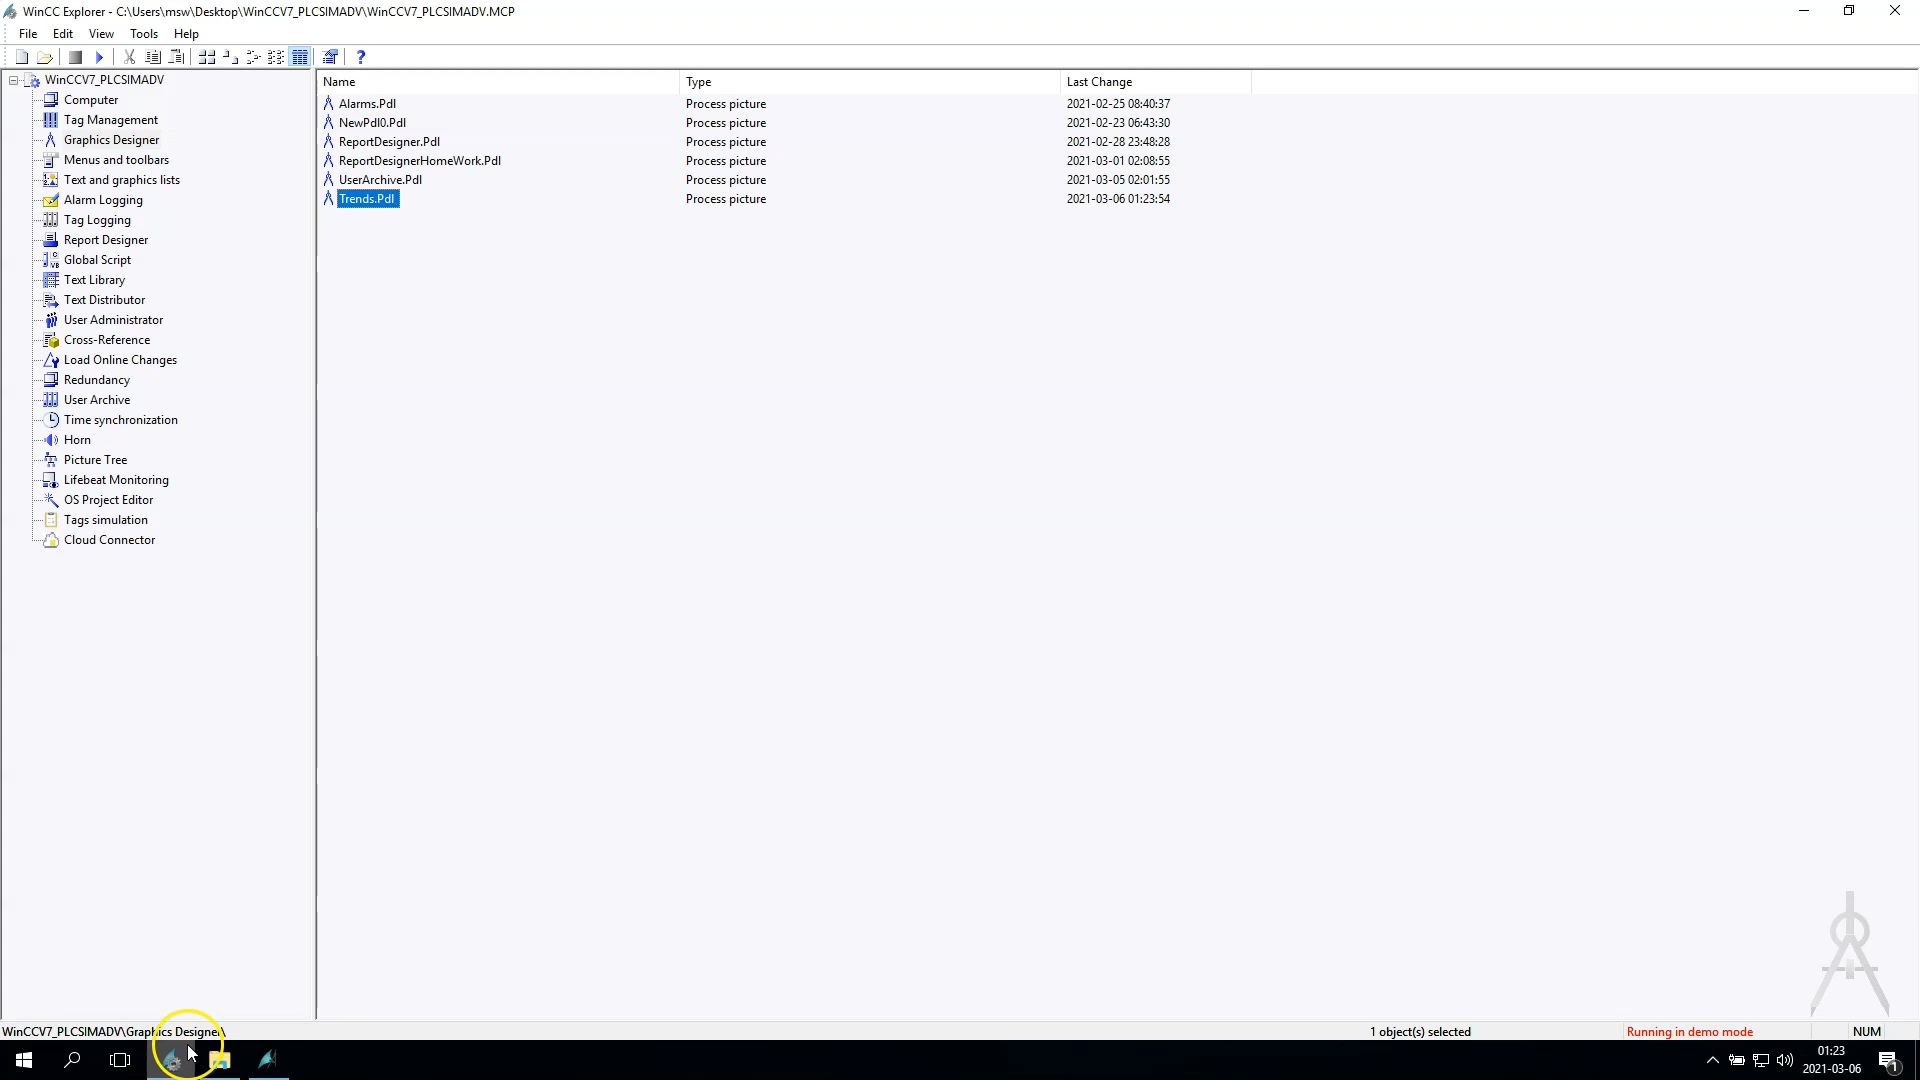 WinCC Explorer - C:\Users\msw\Desktop\WinCCV7_PLCSIMADV\WinCCV7_PLCSIMADV.MCP
File Edit View Tools Help
WinCCV7_PLCSIMADV
Computer
Tag Management
Graphics Designer
Menus and toolbars
Text and graphics lists
Alarm Logging
Tag Logging
Report Designer
Global Script
Text Library
Text Distributor
User Administrator
Cross-Reference
Load Online Changes
Redundancy
User Archive
Time synchronization
Horn
Picture Tree
Lifebeat Monitoring
OS Project Editor
Tags simulation
Cloud Connector
Name Type Last Change
Alarms.Pdl Process picture 2021-02-25 08:40:37
NewPdl0.Pdl Process picture 2021-02-23 06:43:30
ReportDesigner.Pdl Process picture 2021-02-28 23:48:28
ReportDesignerHomeWork.Pdl Process picture 2021-03-01 02:08:55
UserArchive.Pdl Process picture 2021-03-05 02:01:55
Trends.Pdl Process picture 2021-03-06 01:23:54
WinCCV7_PLCSIMADV\Graphics Designer\ 1 object(s) selected Running in demo mode NUM
01:23
2021-03-06
1